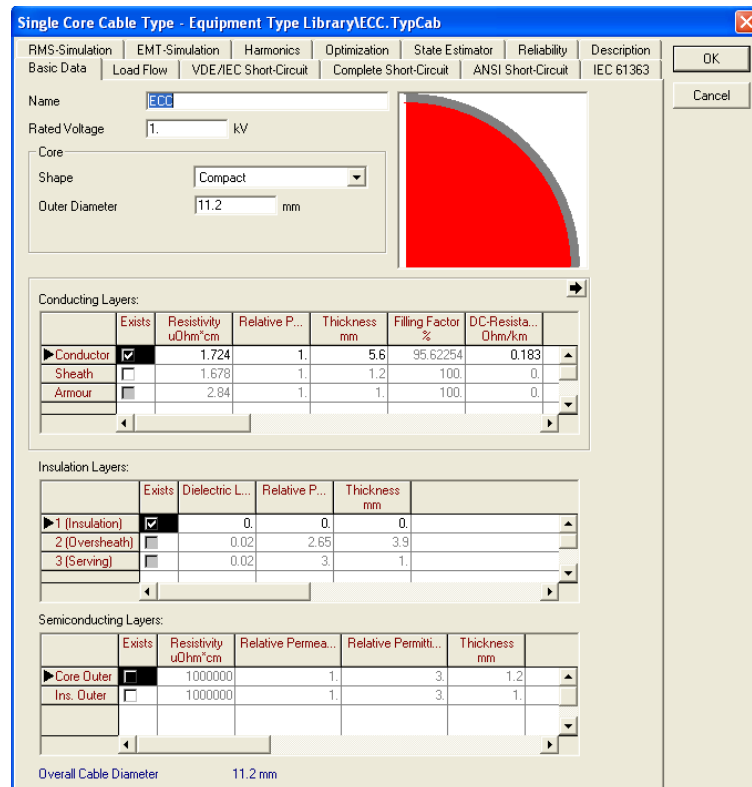 Single Core Cable Type - Equipment Type Library\ECC.TypCab
RMS-Simulation EMT-Simulation Harmonics Optimization State Estimator Reliability Description
Basic Data Load Flow VDE/IEC Short-Circuit Complete Short-Circuit ANSI Short-Circuit IEC 61363
OK
Cancel
Name ECC
Rated Voltage 1. kV
Core
Shape Compact
Outer Diameter 11.2 mm
Conducting Layers:
Exists Resistivity Relative P... Thickness Filling Factor DC-Resista...
uOhm*cm mm % Ohm/km
Conductor 1.724 1. 5.6 95.62254 0.183
Sheath 1.678 1. 1.2 100. 0.
Armour 2.84 1. 1. 100. 0.
Insulation Layers:
Exists Dielectric L... Relative P... Thickness
mm
1 (Insulation) 0. 0. 0.
2 (Oversheath) 0.02 2.65 3.9
3 (Serving) 0.02 3. 1.
Semiconducting Layers:
Exists Resistivity Relative Permea... Relative Permitti... Thickness
uOhm*cm mm
Core Outer 1000000 1. 3. 1.2
Ins. Outer 1000000 1. 3. 1.
Overall Cable Diameter 11.2 mm